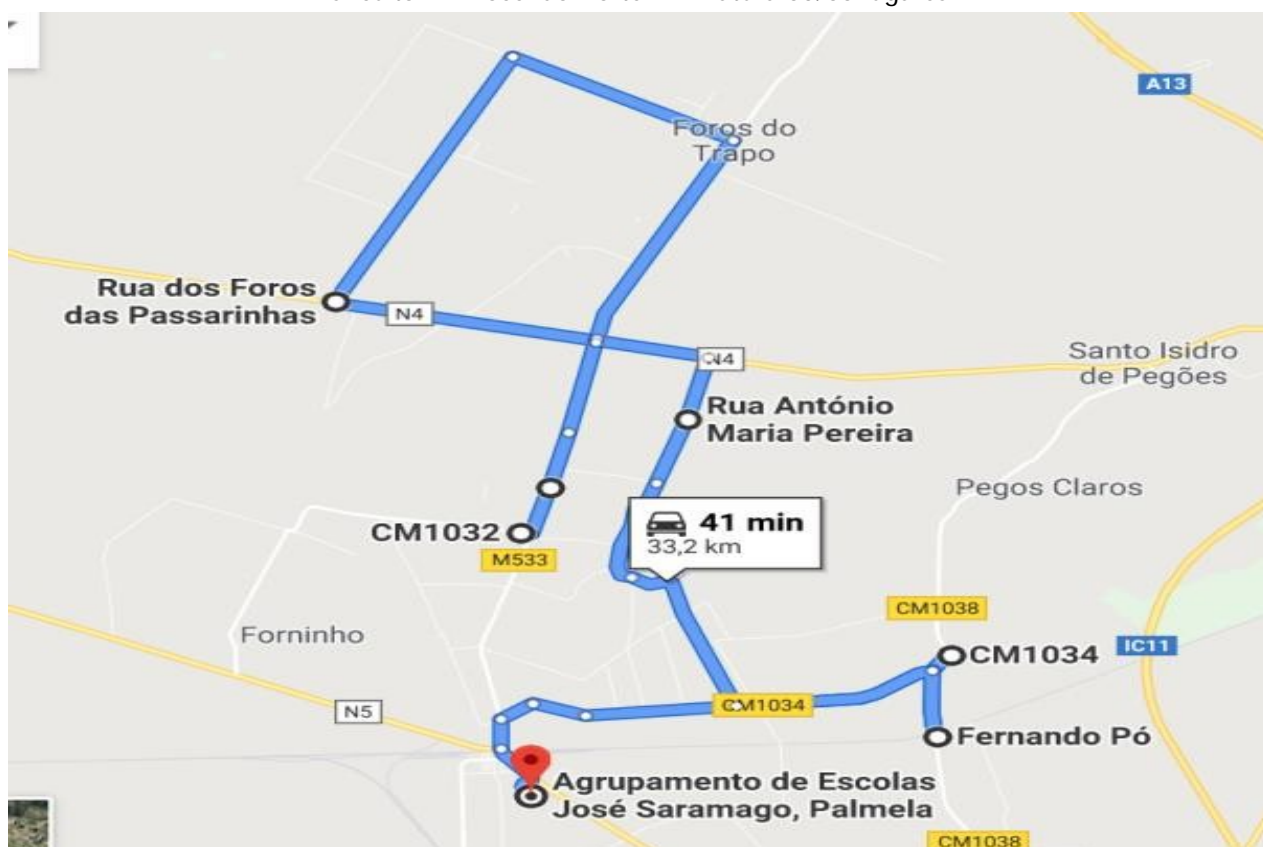 A13
Foros do
Trapo
Rua dos Foros
das Passarinhas
N4
N4
Santo Isidro
de Pegões
Rua António
Maria Pereira
Pegos Claros
41 min
33,2 km
CM1032
M533
CM1038
Forninho
CM1034
IC11
N5
CM1034
Fernando Pó
Agrupamento de Escolas
José Saramago, Palmela
CM1038